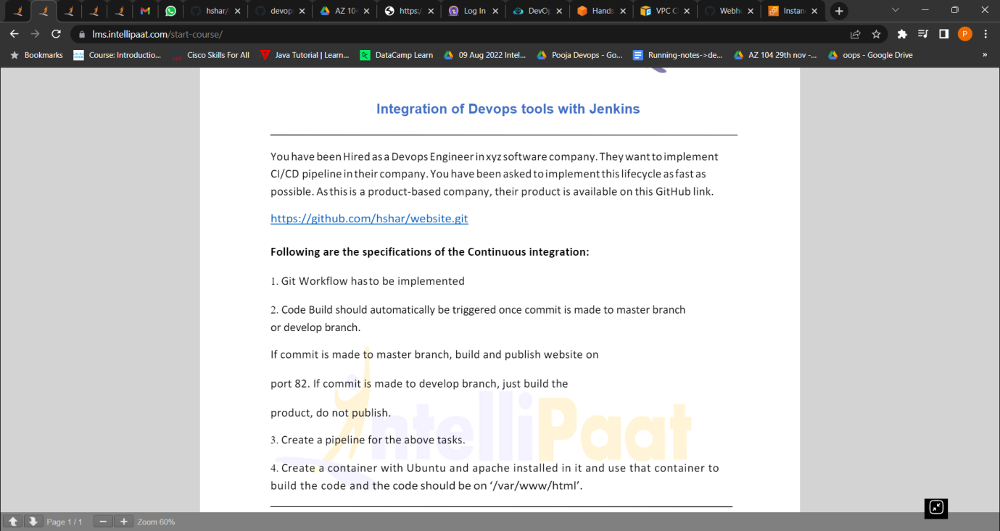 hshar/
devop
AZ 10
https:/
Log In
DevOp
Hands
VPC C
Webho
Instan
lms.intellipaat.com/start-course/
P
Bookmarks
Course: Introductio...
Cisco Skills For All
Java Tutorial | Learn...
DataCamp Learn
09 Aug 2022 Intel...
Pooja Devops - Go...
Running-notes->de...
AZ 104 29th nov -...
oops - Google Drive
»
Integration of Devops tools with Jenkins
You have been Hired as a Devops Engineer in xyz software company. They want to implement
CI/CD pipeline in their company. You have been asked to implement this lifecycle as fast as
possible. As this is a product-based company, their product is available on this GitHub link.
https://github.com/hshar/website.git
Following are the specifications of the Continuous integration:
1. Git Workflow has to be implemented
2. Code Build should automatically be triggered once commit is made to master branch
or develop branch.
If commit is made to master branch, build and publish website on
port 82. If commit is made to develop branch, just build the
product, do not publish.
3. Create a pipeline for the above tasks.
4. Create a container with Ubuntu and apache installed in it and use that container to
build the code and the code should be on ‘/var/www/html’.
IntelliPaat
Page 1 / 1
Zoom 60%